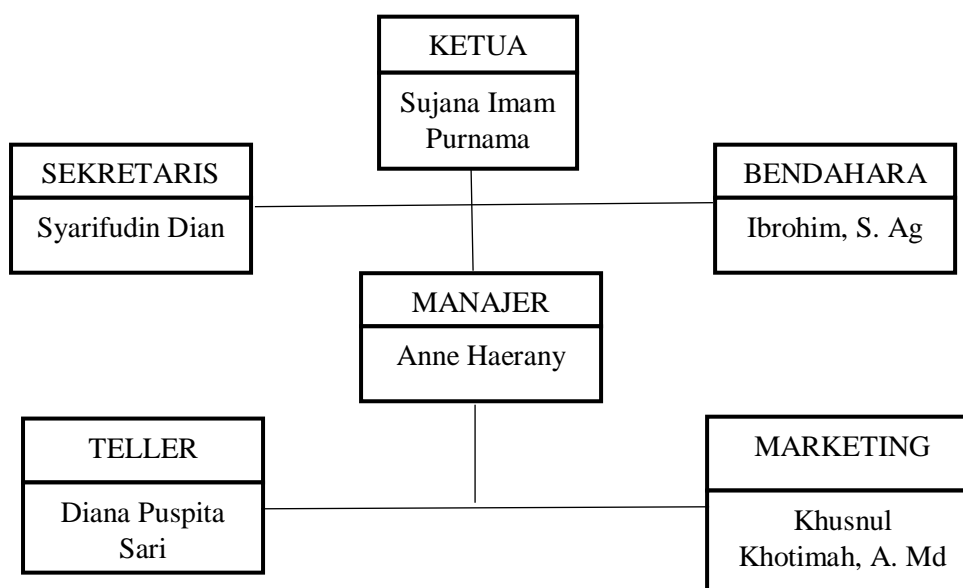 KETUA
Sujana Imam
Purnama
SEKRETARIS
Syarifudin Dian
BENDAHARA
Ibrohim, S. Ag
MANAJER
Anne Haerany
TELLER
Diana Puspita
Sari
MARKETING
Khusnul
Khotimah, A. Md